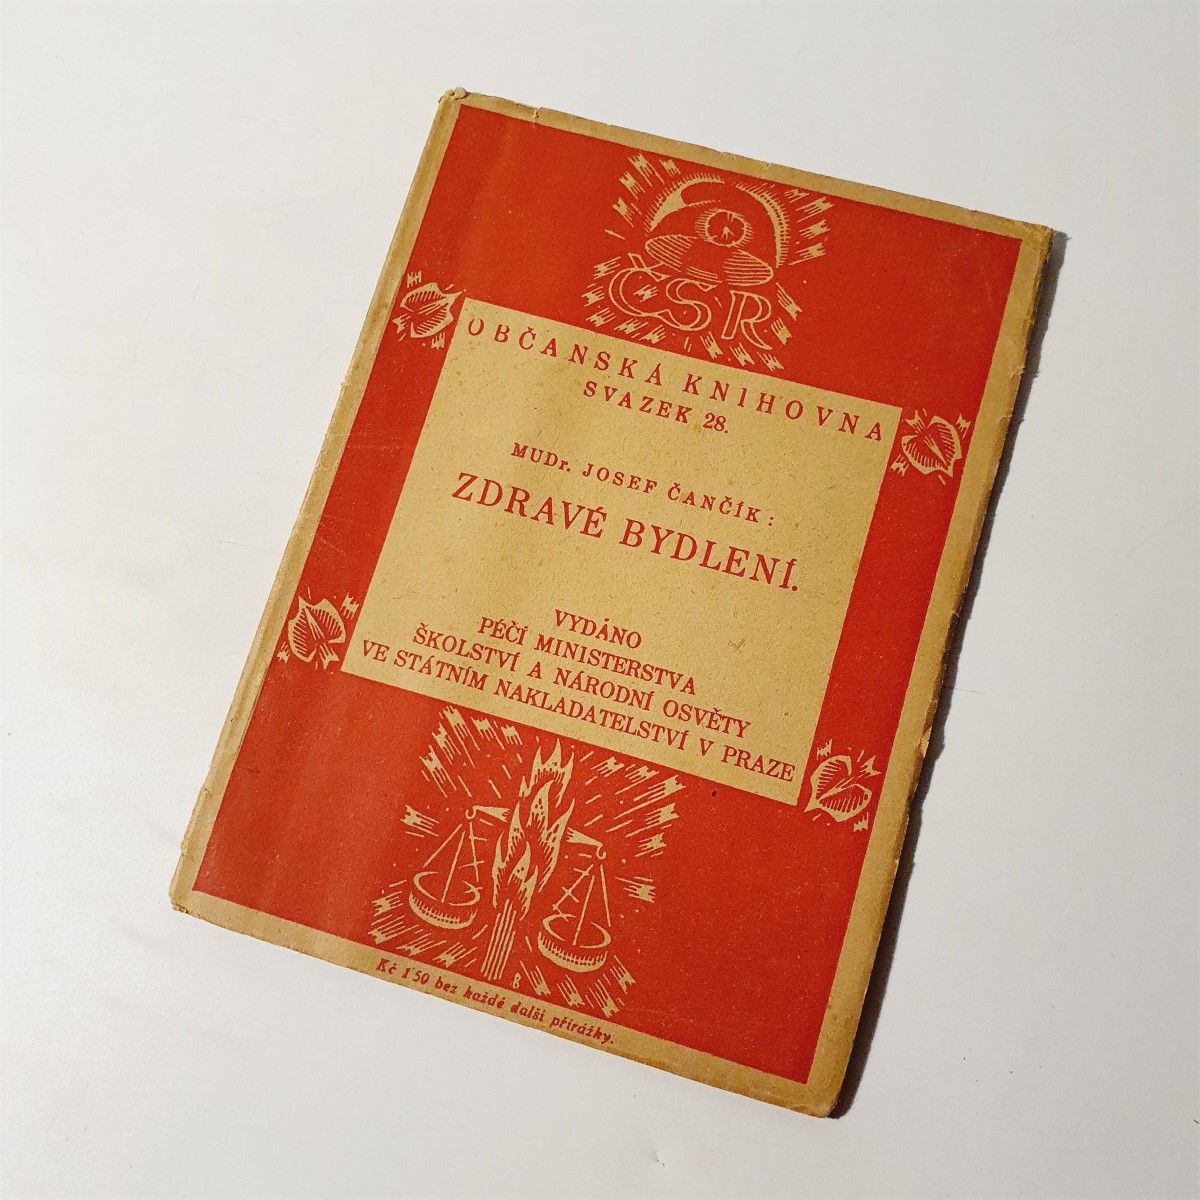 ČSR
OBČANSKÁ KNIHOVNA
SVAZEK 28.
MUDr. JOSEF ČANČÍK:
ZDRAVÉ BYDLENÍ.
VYDÁNO
PÉČÍ MINISTERSTVA
ŠKOLSTVÍ A NÁRODNÍ OSVĚTY
VE STÁTNÍM NAKLADATELSTVÍ V PRAZE
B
Kč 1'50 bez každé další přirážky.